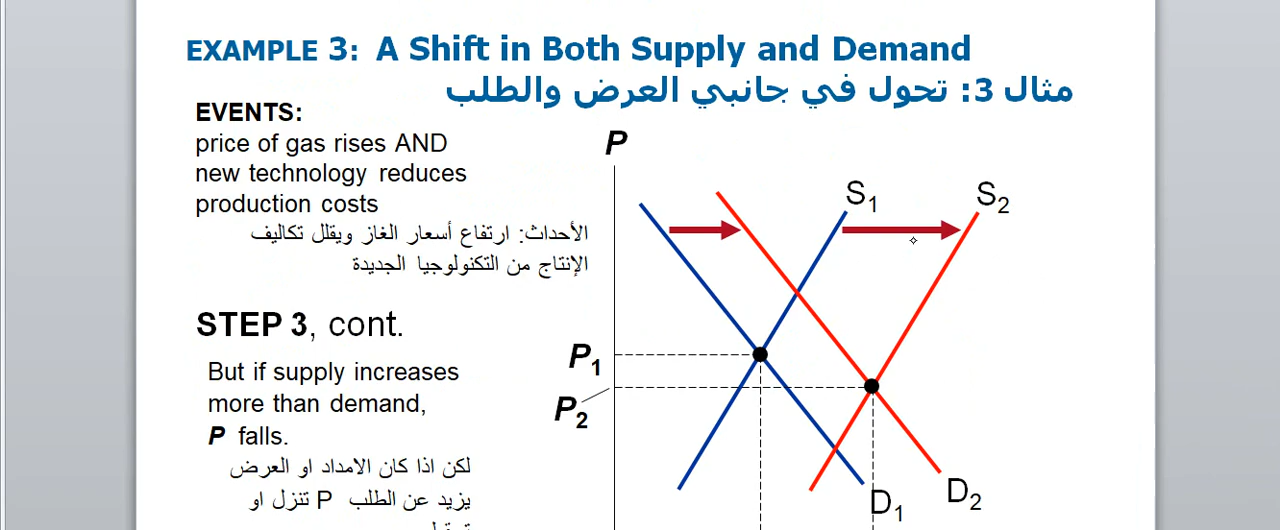 EXAMPLE 3: A Shift in Both Supply and Demand
مثال 3: تحول في جانبي العرض والطلب
EVENTS:
price of gas rises AND
new technology reduces
production costs
الأحداث: ارتفاع أسعار الغاز ويقلل تكاليف
الإنتاج من التكنولوجيا الجديدة
STEP 3, cont.
But if supply increases
more than demand,
P falls.
لكن اذا كان الامداد او العرض
يزيد عن الطلب P تنزل او
P
S1
S2
P1
P2
D1
D2